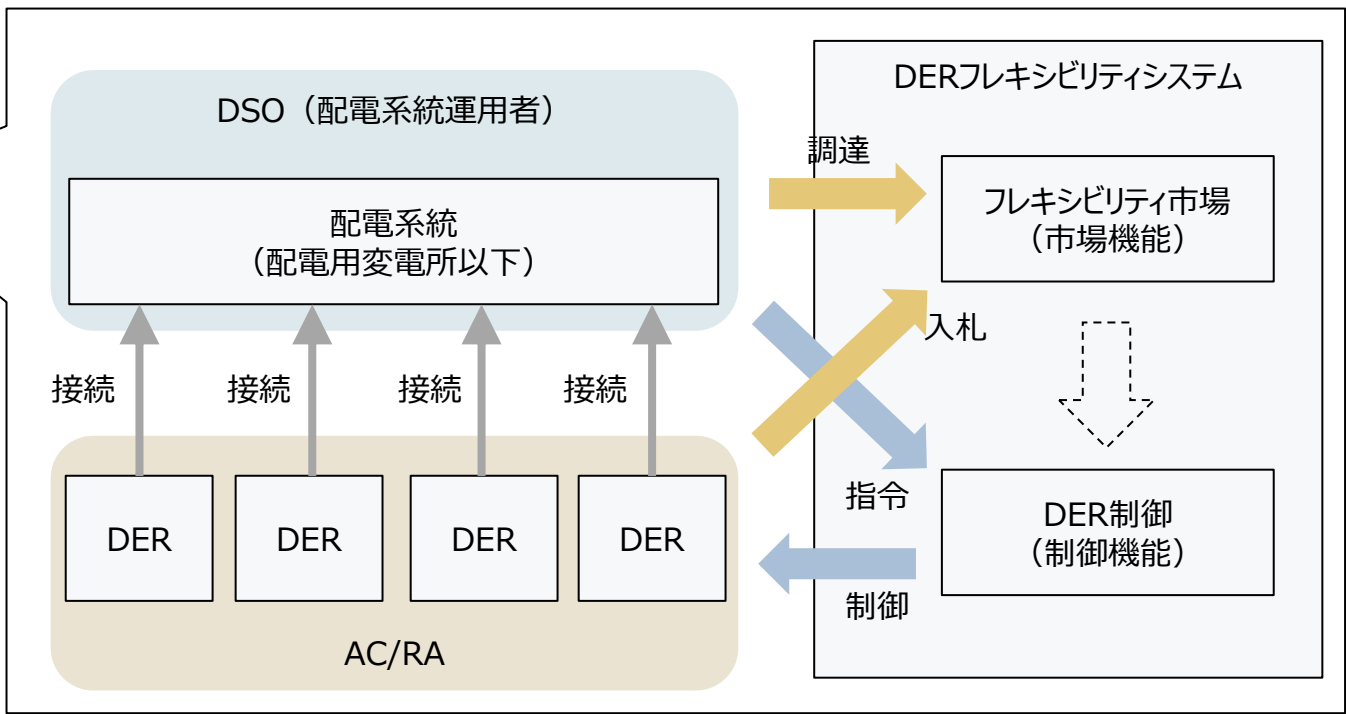 DSO（配電系統運用者）
配電系統
（配電用変電所以下）
接続
接続
接続
接続
DER
DER
DER
DER
AC/RA
調達
入札
指令
制御
DERフレキシビリティシステム
フレキシビリティ市場
（市場機能）
DER制御
（制御機能）